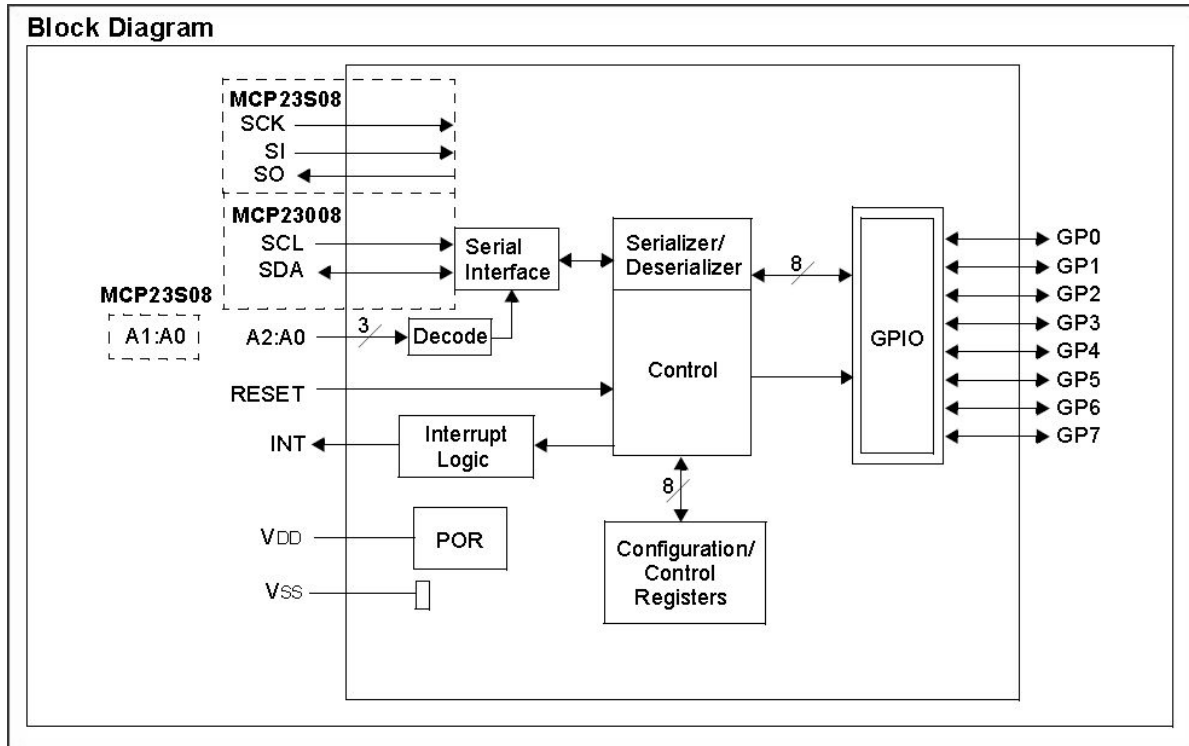 Block Diagram
MCP23S08
SCK
SI
SO
MCP23008
SCL
SDA
MCP23S08
A1:A0
A2:A0
3
Decode
Serial
Interface
Serializer/
Deserializer
8
Control
GPIO
GP0
GP1
GP2
GP3
GP4
GP5
GP6
GP7
RESET
INT
Interrupt
Logic
8
VDD
POR
VSS
Configuration/
Control
Registers